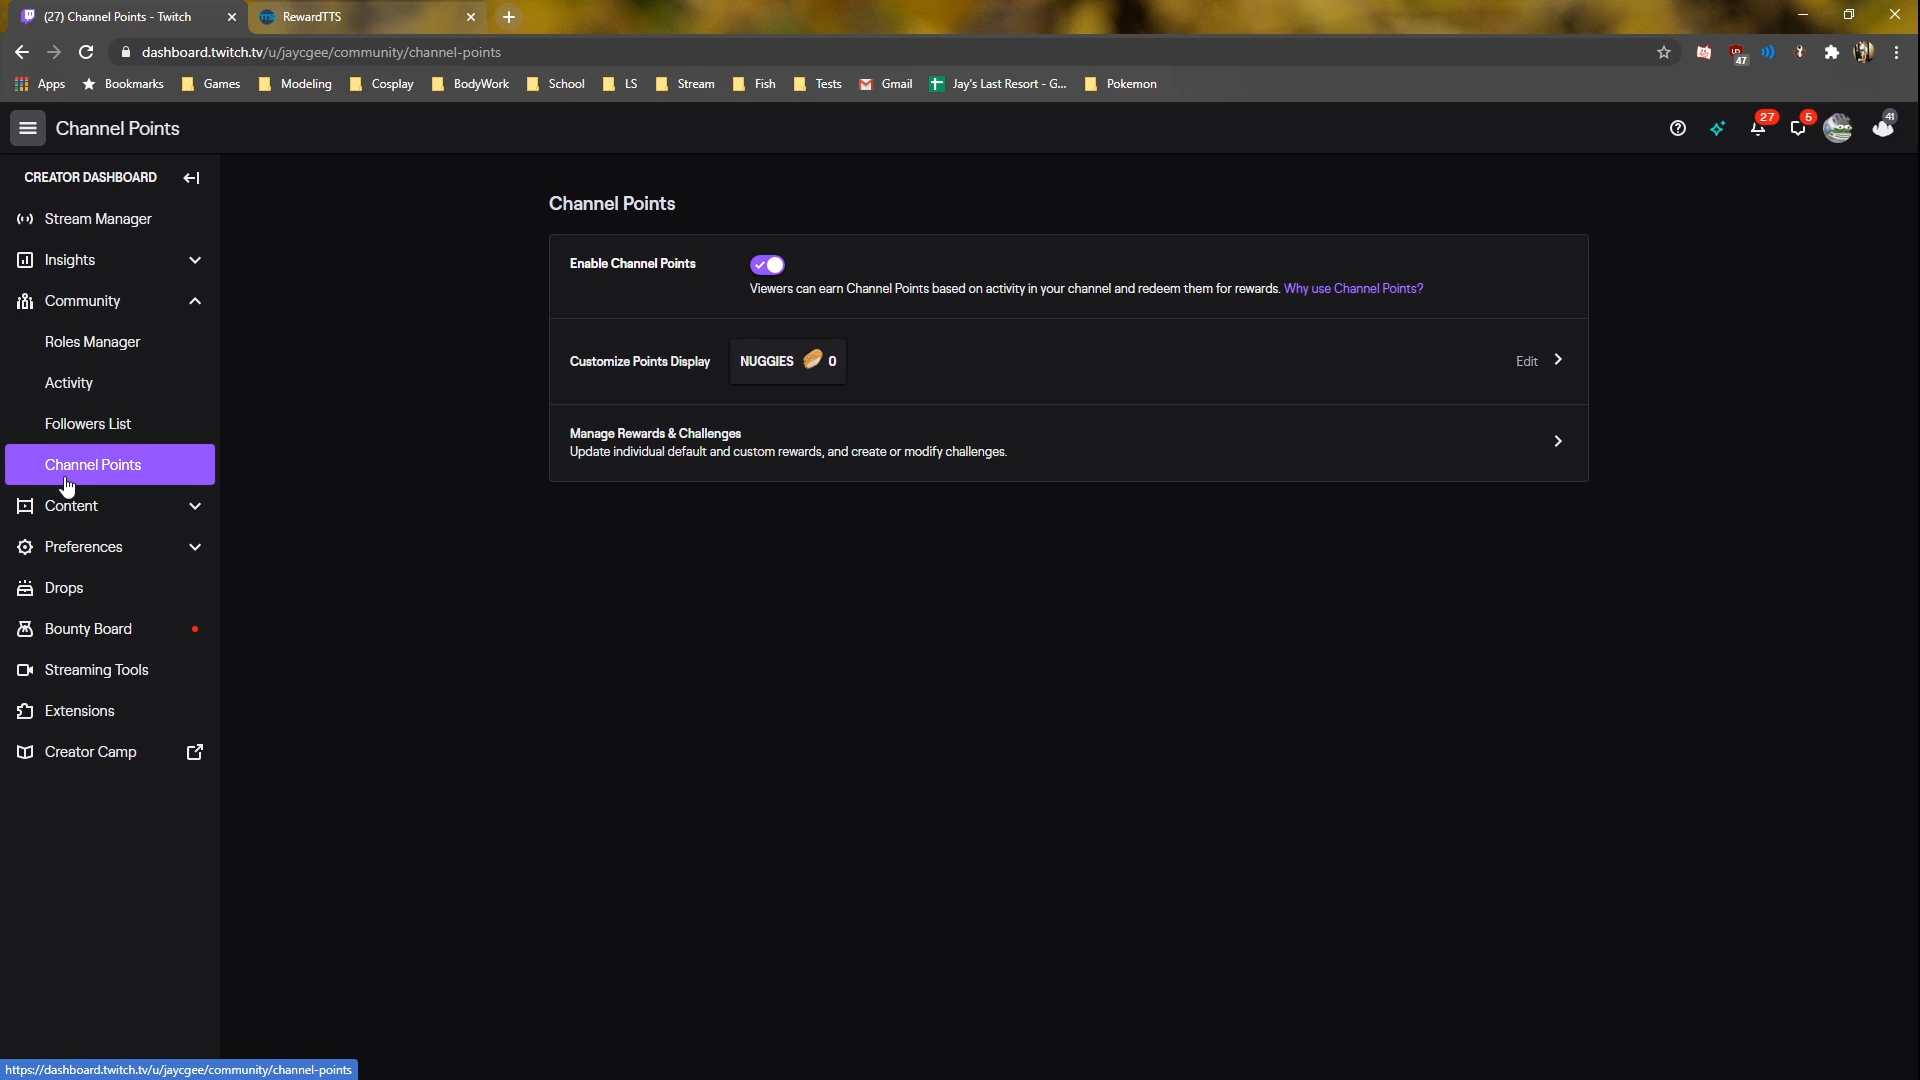 (27) Channel Points - Twitch
RewardTTS
dashboard.twitch.tv/u/jaycgee/community/channel-points
47
Apps
Bookmarks
Games
Modeling
Cosplay
BodyWork
School
LS
Stream
Fish
Tests
Gmail
Jay's Last Resort - G...
Pokemon
Channel Points
27
5
41
CREATOR DASHBOARD
Stream Manager
Insights
Community
Roles Manager
Activity
Followers List
Channel Points
Content
Preferences
Drops
Bounty Board
Streaming Tools
Extensions
Creator Camp
Channel Points
Enable Channel Points
Viewers can earn Channel Points based on activity in your channel and redeem them for rewards. Why use Channel Points?
Customize Points Display
NUGGIES 0
Edit
Manage Rewards & Challenges
Update individual default and custom rewards, and create or modify challenges.
https://dashboard.twitch.tv/u/jaycgee/community/channel-points